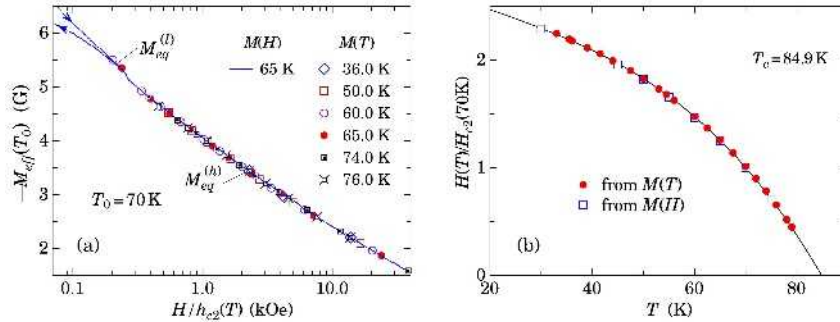 (a)
M_eq^(l)
M(H)
M(T)
65 K
36.0 K
50.0 K
60.0 K
65.0 K
74.0 K
76.0 K
M_eq^(h)
T₀ = 70 K
−M_eff(T₀) (G)
6
5
4
3
2
0.1
1.0
10.0
H/h_c2(T) (kOe)
T_c = 84.9 K
H(T)/H_c2(70K)
2
1
0
from M(T)
from M(H)
(b)
20
40
60
80
T (K)